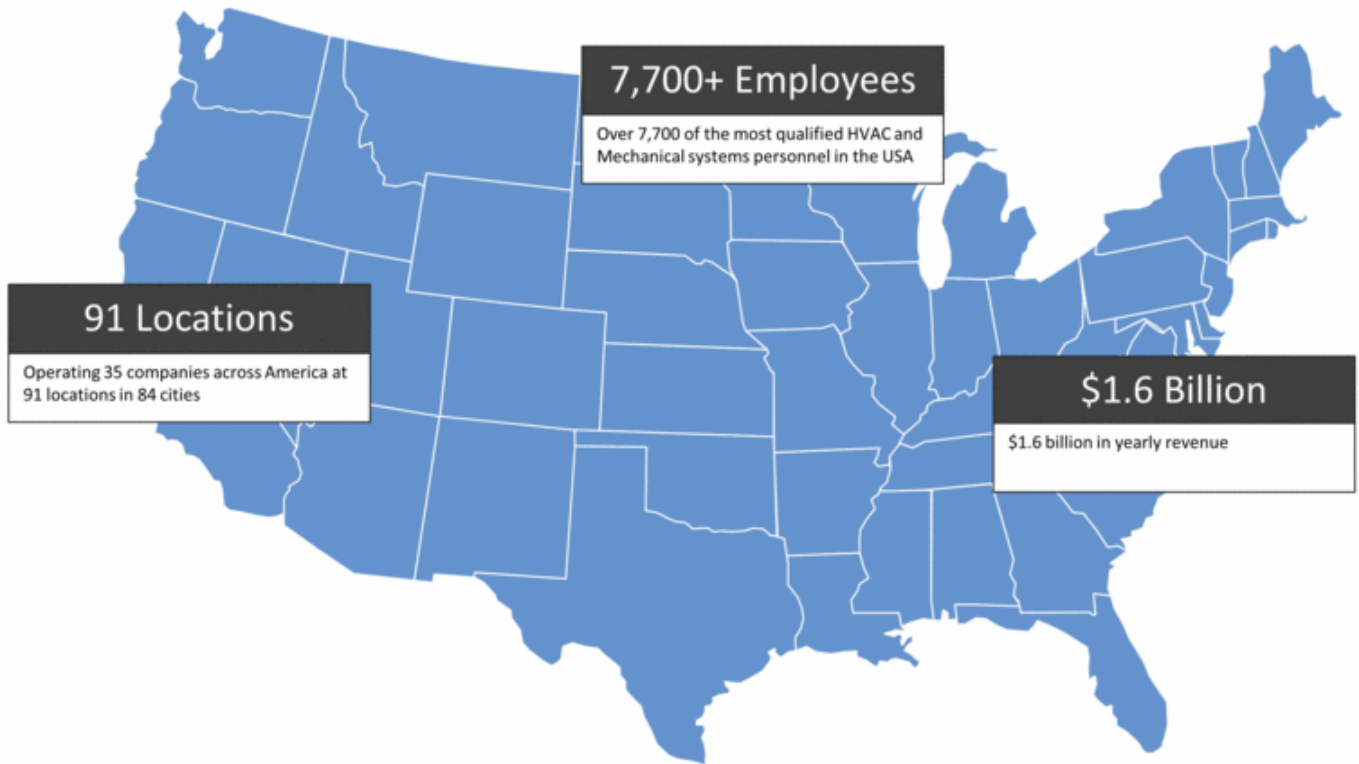 7,700+ Employees
Over 7,700 of the most qualified HVAC and
Mechanical systems personnel in the USA
91 Locations
Operating 35 companies across America at
91 locations in 84 cities
$1.6 Billion
$1.6 billion in yearly revenue